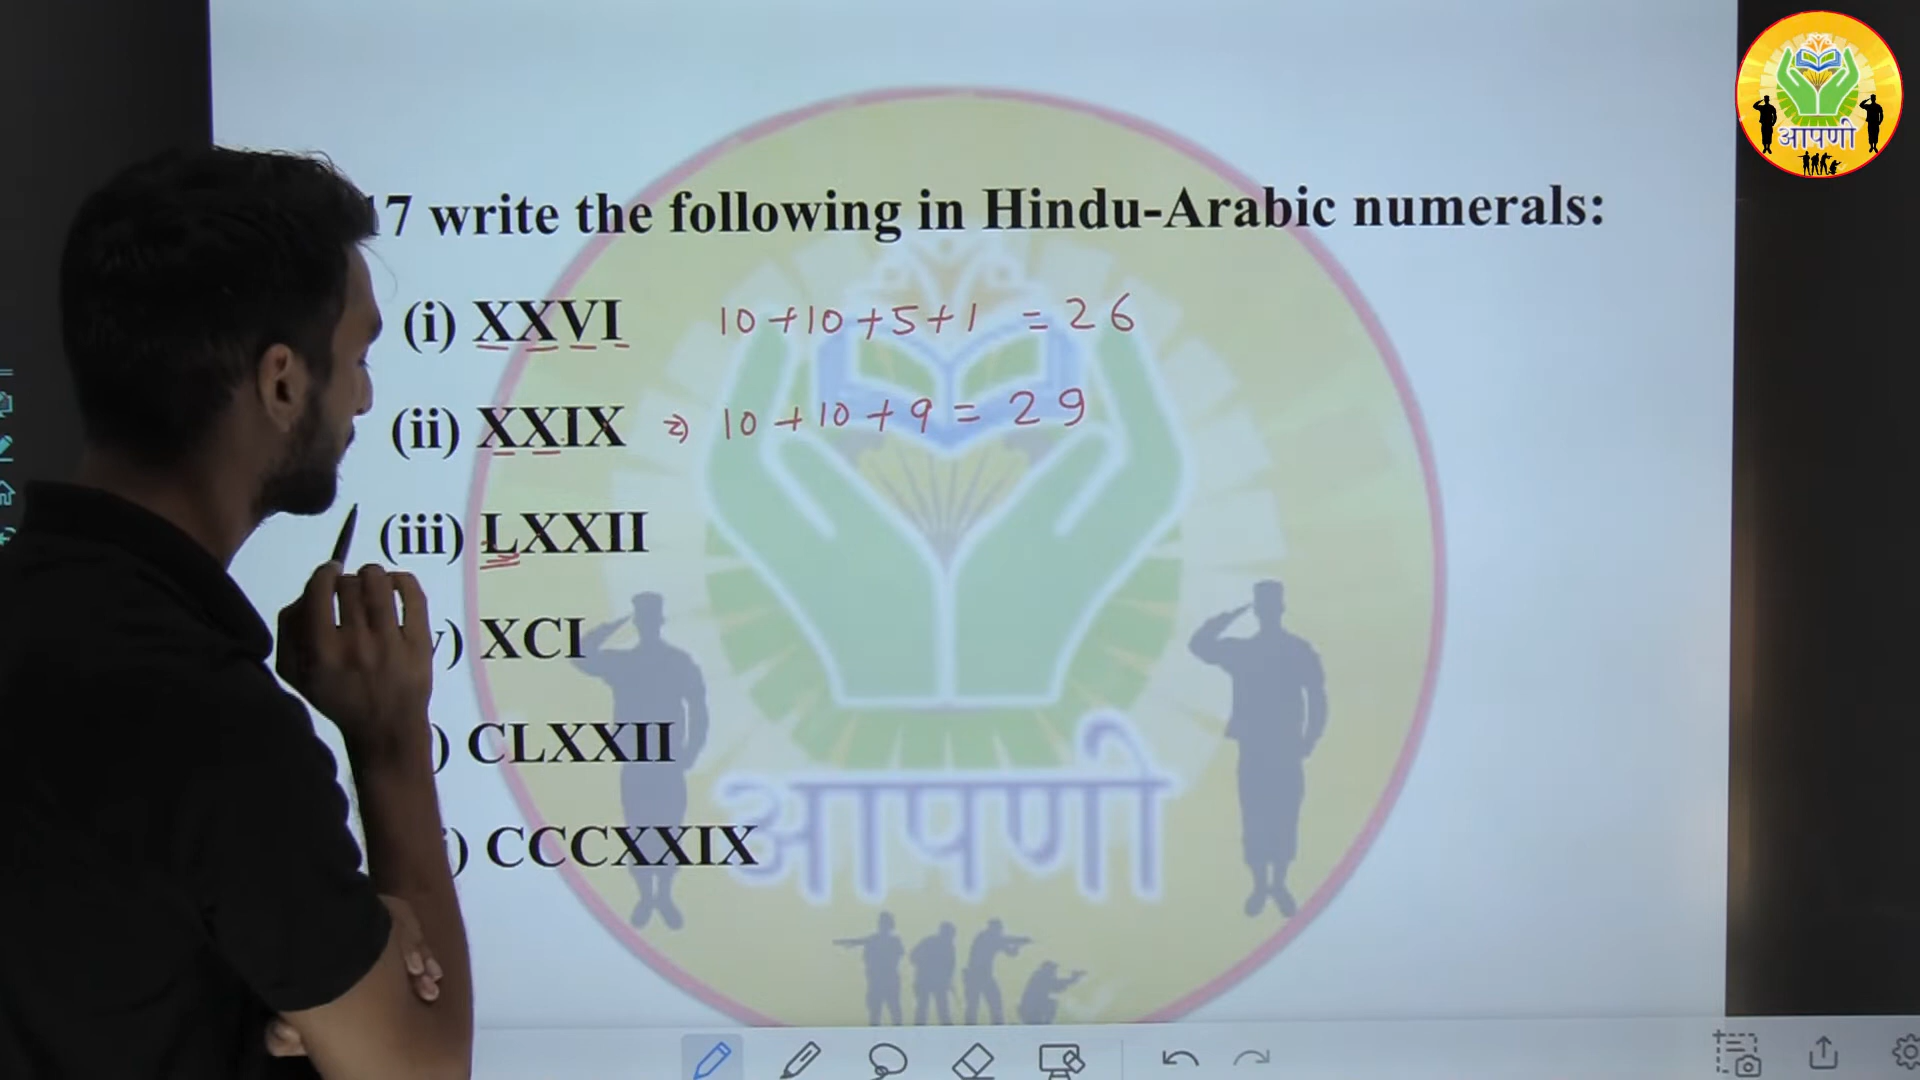 आपणी
17 write the following in Hindu-Arabic numerals:
(i) XXVI 10+10+5+1 = 26
(ii) XXIX ⇒ 10+10+9 = 29
(iii) LXXII
v) XCI
) CLXXII
i) CCCXXIX
आपणी